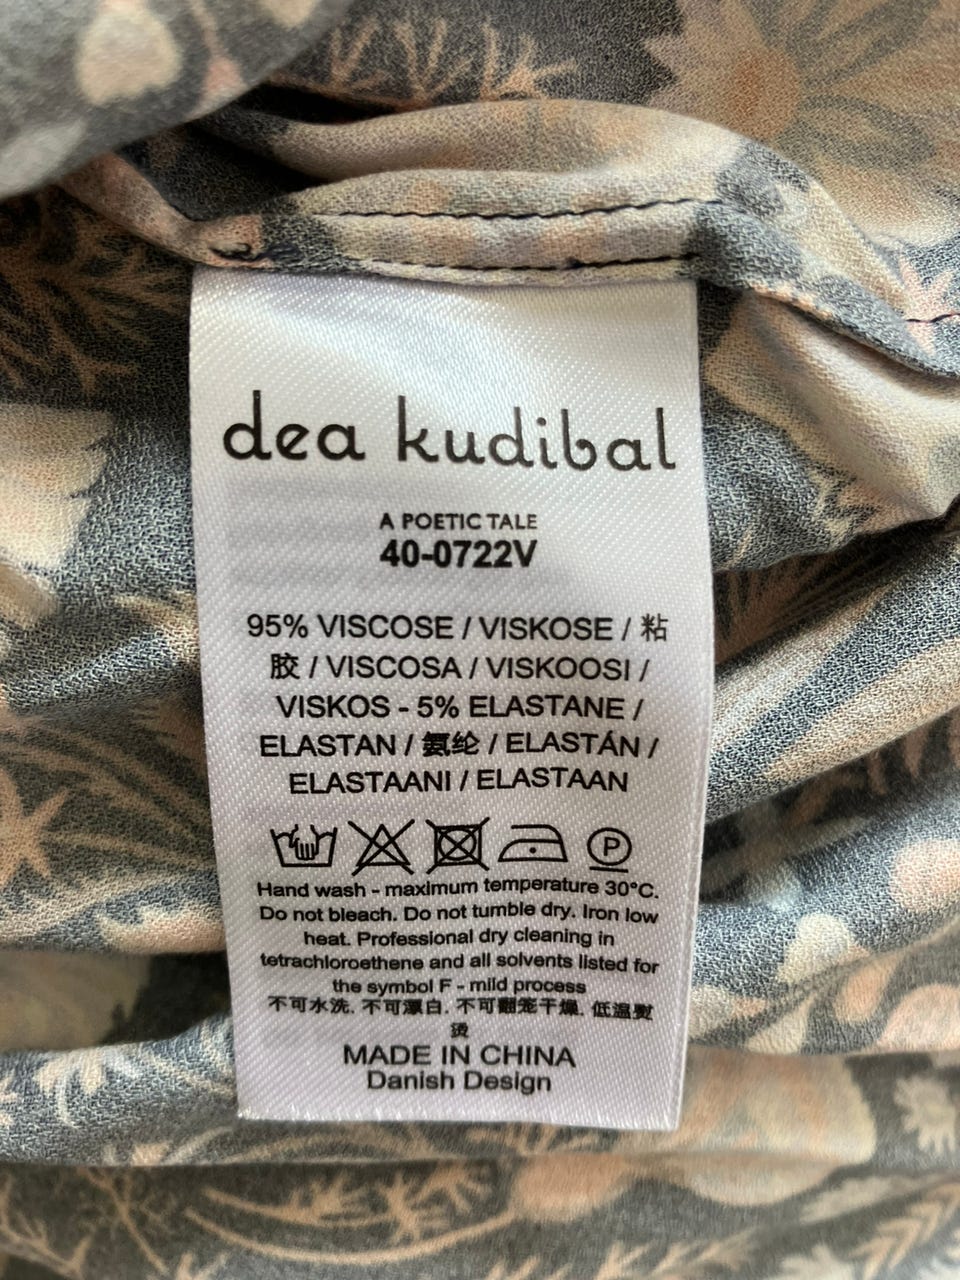 dea kudibal
A POETIC TALE
40-0722V
95% VISCOSE / VISKOSE / 粘
胶 / VISCOSA / VISKOOSI /
VISKOS - 5% ELASTANE /
ELASTAN / 氨纶 / ELASTÁN /
ELASTAANI / ELASTAAN
P
Hand wash - maximum temperature 30°C.
Do not bleach. Do not tumble dry. Iron low
heat. Professional dry cleaning in
tetrachloroethene and all solvents listed for
the symbol F - mild process
不可水洗. 不可漂白. 不可翻笼干燥. 低温熨
烫
MADE IN CHINA
Danish Design